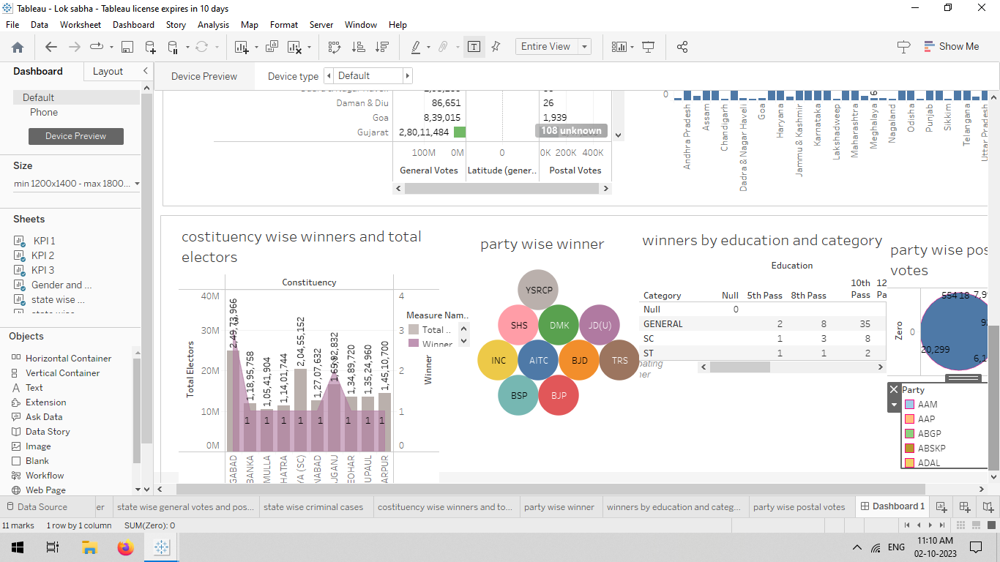 Tableau - Lok sabha - Tableau license expires in 10 days
File Data Worksheet Dashboard Story Analysis Map Format Server Window Help
Entire View
Show Me
Dashboard
Layout
Device Preview
Device type
Default
Default
Phone
Device Preview
Size
min 1200x1400 - max 1800...
Sheets
KPI 1
KPI 2
KPI 3
Gender and ...
state wise ...
Objects
Horizontal Container
Vertical Container
Text
Extension
Ask Data
Data Story
Image
Blank
Workflow
Web Page
Daman & Diu 86,651 26
Goa 8,39,015 1,939
Gujarat 2,80,11,484
108 unknown
100M 0M 0 0K 200K 400K
General Votes Latitude (gener.. Postal Votes
0
6
Andhra Pradesh
Assam
Chandigarh
Dadra & Nagar Haveli
Goa
Haryana
Jammu & Kashmir
Karnataka
Lakshadweep
Maharashtra
Meghalaya
Nagaland
Odisha
Punjab
Sikkim
Telangana
Uttar Pradesh
costituency wise winners and total
electors
Constituency
Total Electors
40M
30M
20M
10M
0M
2,49,73,966
1,18,95,758
1,05,41,904
1,14,01,744
2,04,55,152
1,27,07,632
1,65,92,832
1,34,89,720
1,35,24,960
1,45,10,700
1 1 1 1 1 1 1 1
4
3
2
1
0
Winner
GABAD
BANKA
MULLA
HATRA
YA (SC)
NABAD
UJGANJ
EOHAR
UPAUL
ARPUR
Measure Nam..
Total ..
Winner
party wise winner
YSRCP
SHS DMK JD(U)
INC AITC BJD TRS
BSP BJP
winners by education and category
Education
Category Null 5th Pass 8th Pass 10th Pass 12 Pa
Null 0
GENERAL 2 8 35
SC 1 3 8
ST 1 1 2
party wise pos
votes
Zero
0
554 18 7,9
20,299
6,1
Party
AAM
AAP
ABGP
ABSKP
ADAL
Data Source
er
state wise general votes and pos...
state wise criminal cases
costituency wise winners and to...
party wise winner
winners by education and categ...
party wise postal votes
Dashboard 1
11 marks 1 row by 1 column SUM(Zero): 0
ENG
11:10 AM
02-10-2023